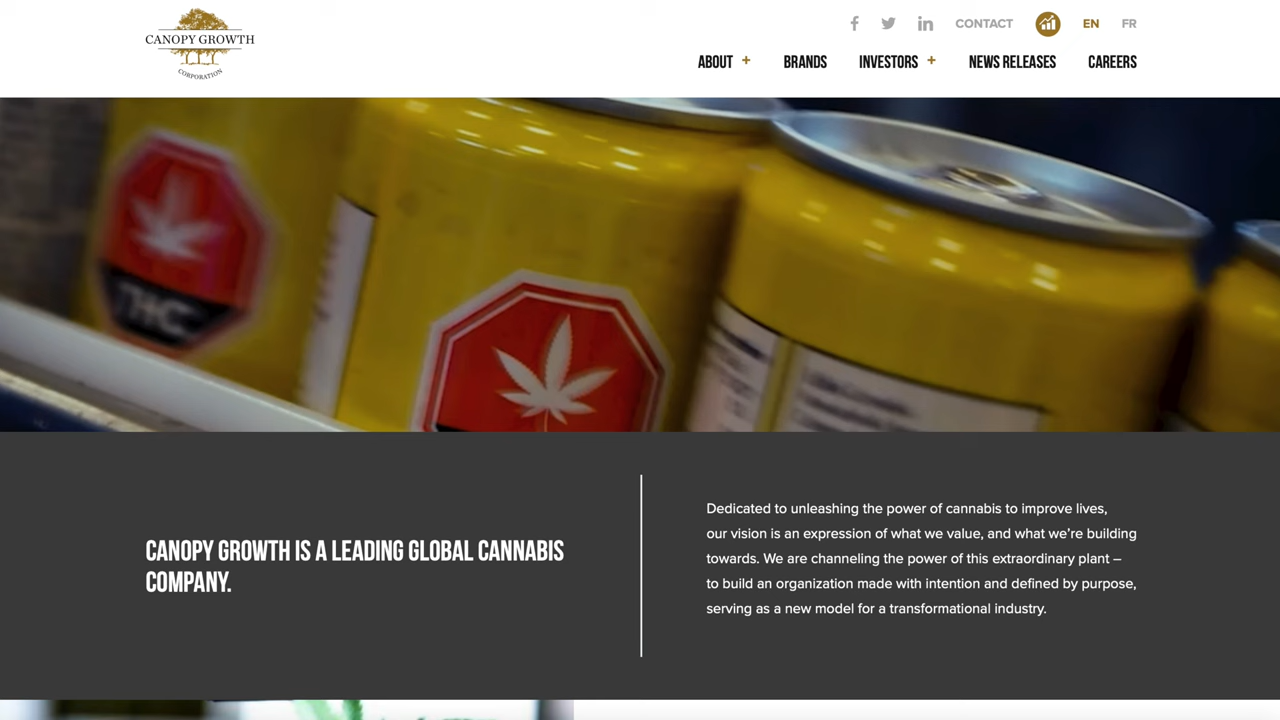 CANOPY GROWTH
CORPORATION
CONTACT
EN
FR
ABOUT +
BRANDS
INVESTORS +
NEWS RELEASES
CAREERS
THC
CANOPY GROWTH IS A LEADING GLOBAL CANNABIS
COMPANY.
Dedicated to unleashing the power of cannabis to improve lives,
our vision is an expression of what we value, and what we’re building
towards. We are channeling the power of this extraordinary plant –
to build an organization made with intention and defined by purpose,
serving as a new model for a transformational industry.